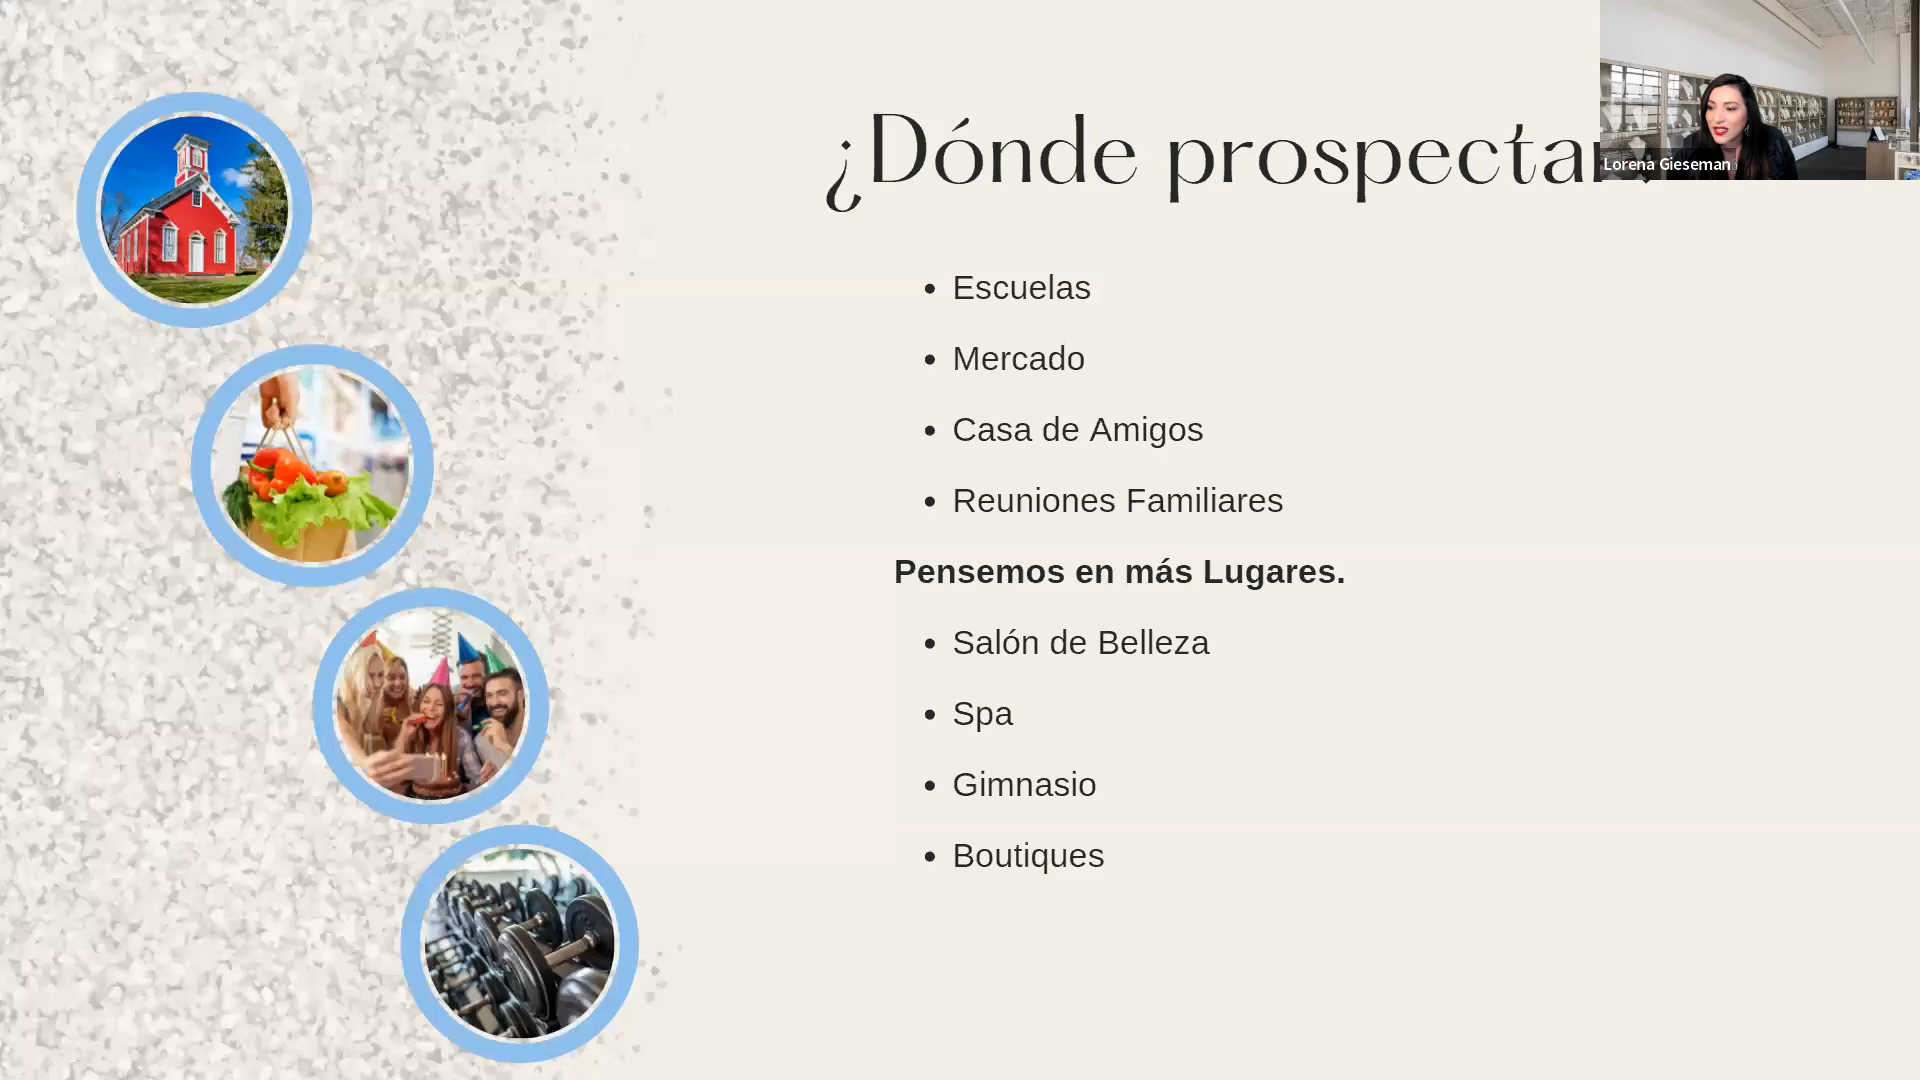 ¿Dónde prospectar
Lorena Gieseman
Escuelas
Mercado
Casa de Amigos
Reuniones Familiares
Pensemos en más Lugares.
Salón de Belleza
Spa
Gimnasio
Boutiques